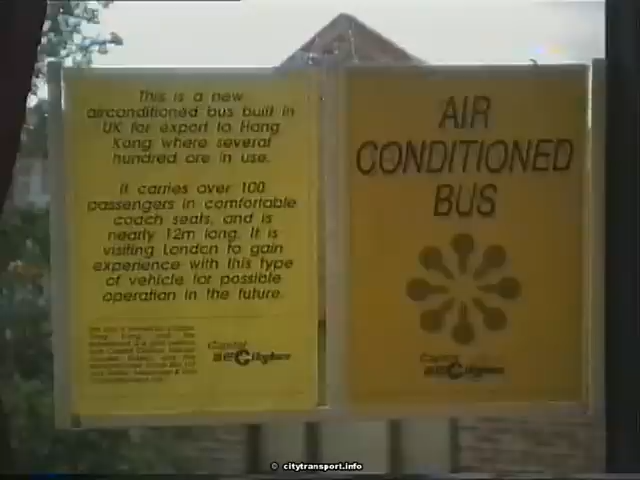 This is a new
airconditioned bus built in
UK for export to Hong
Kong where several
hundred are in use.
It carries over 100
passengers in comfortable
coach seats, and is
nearly 12m long. It is
visiting London to gain
experience with this type
of vehicle for possible
operation in the future.
Capital
Citybus
AIR
CONDITIONED
BUS
Capital
Citybus
© citytransport.info